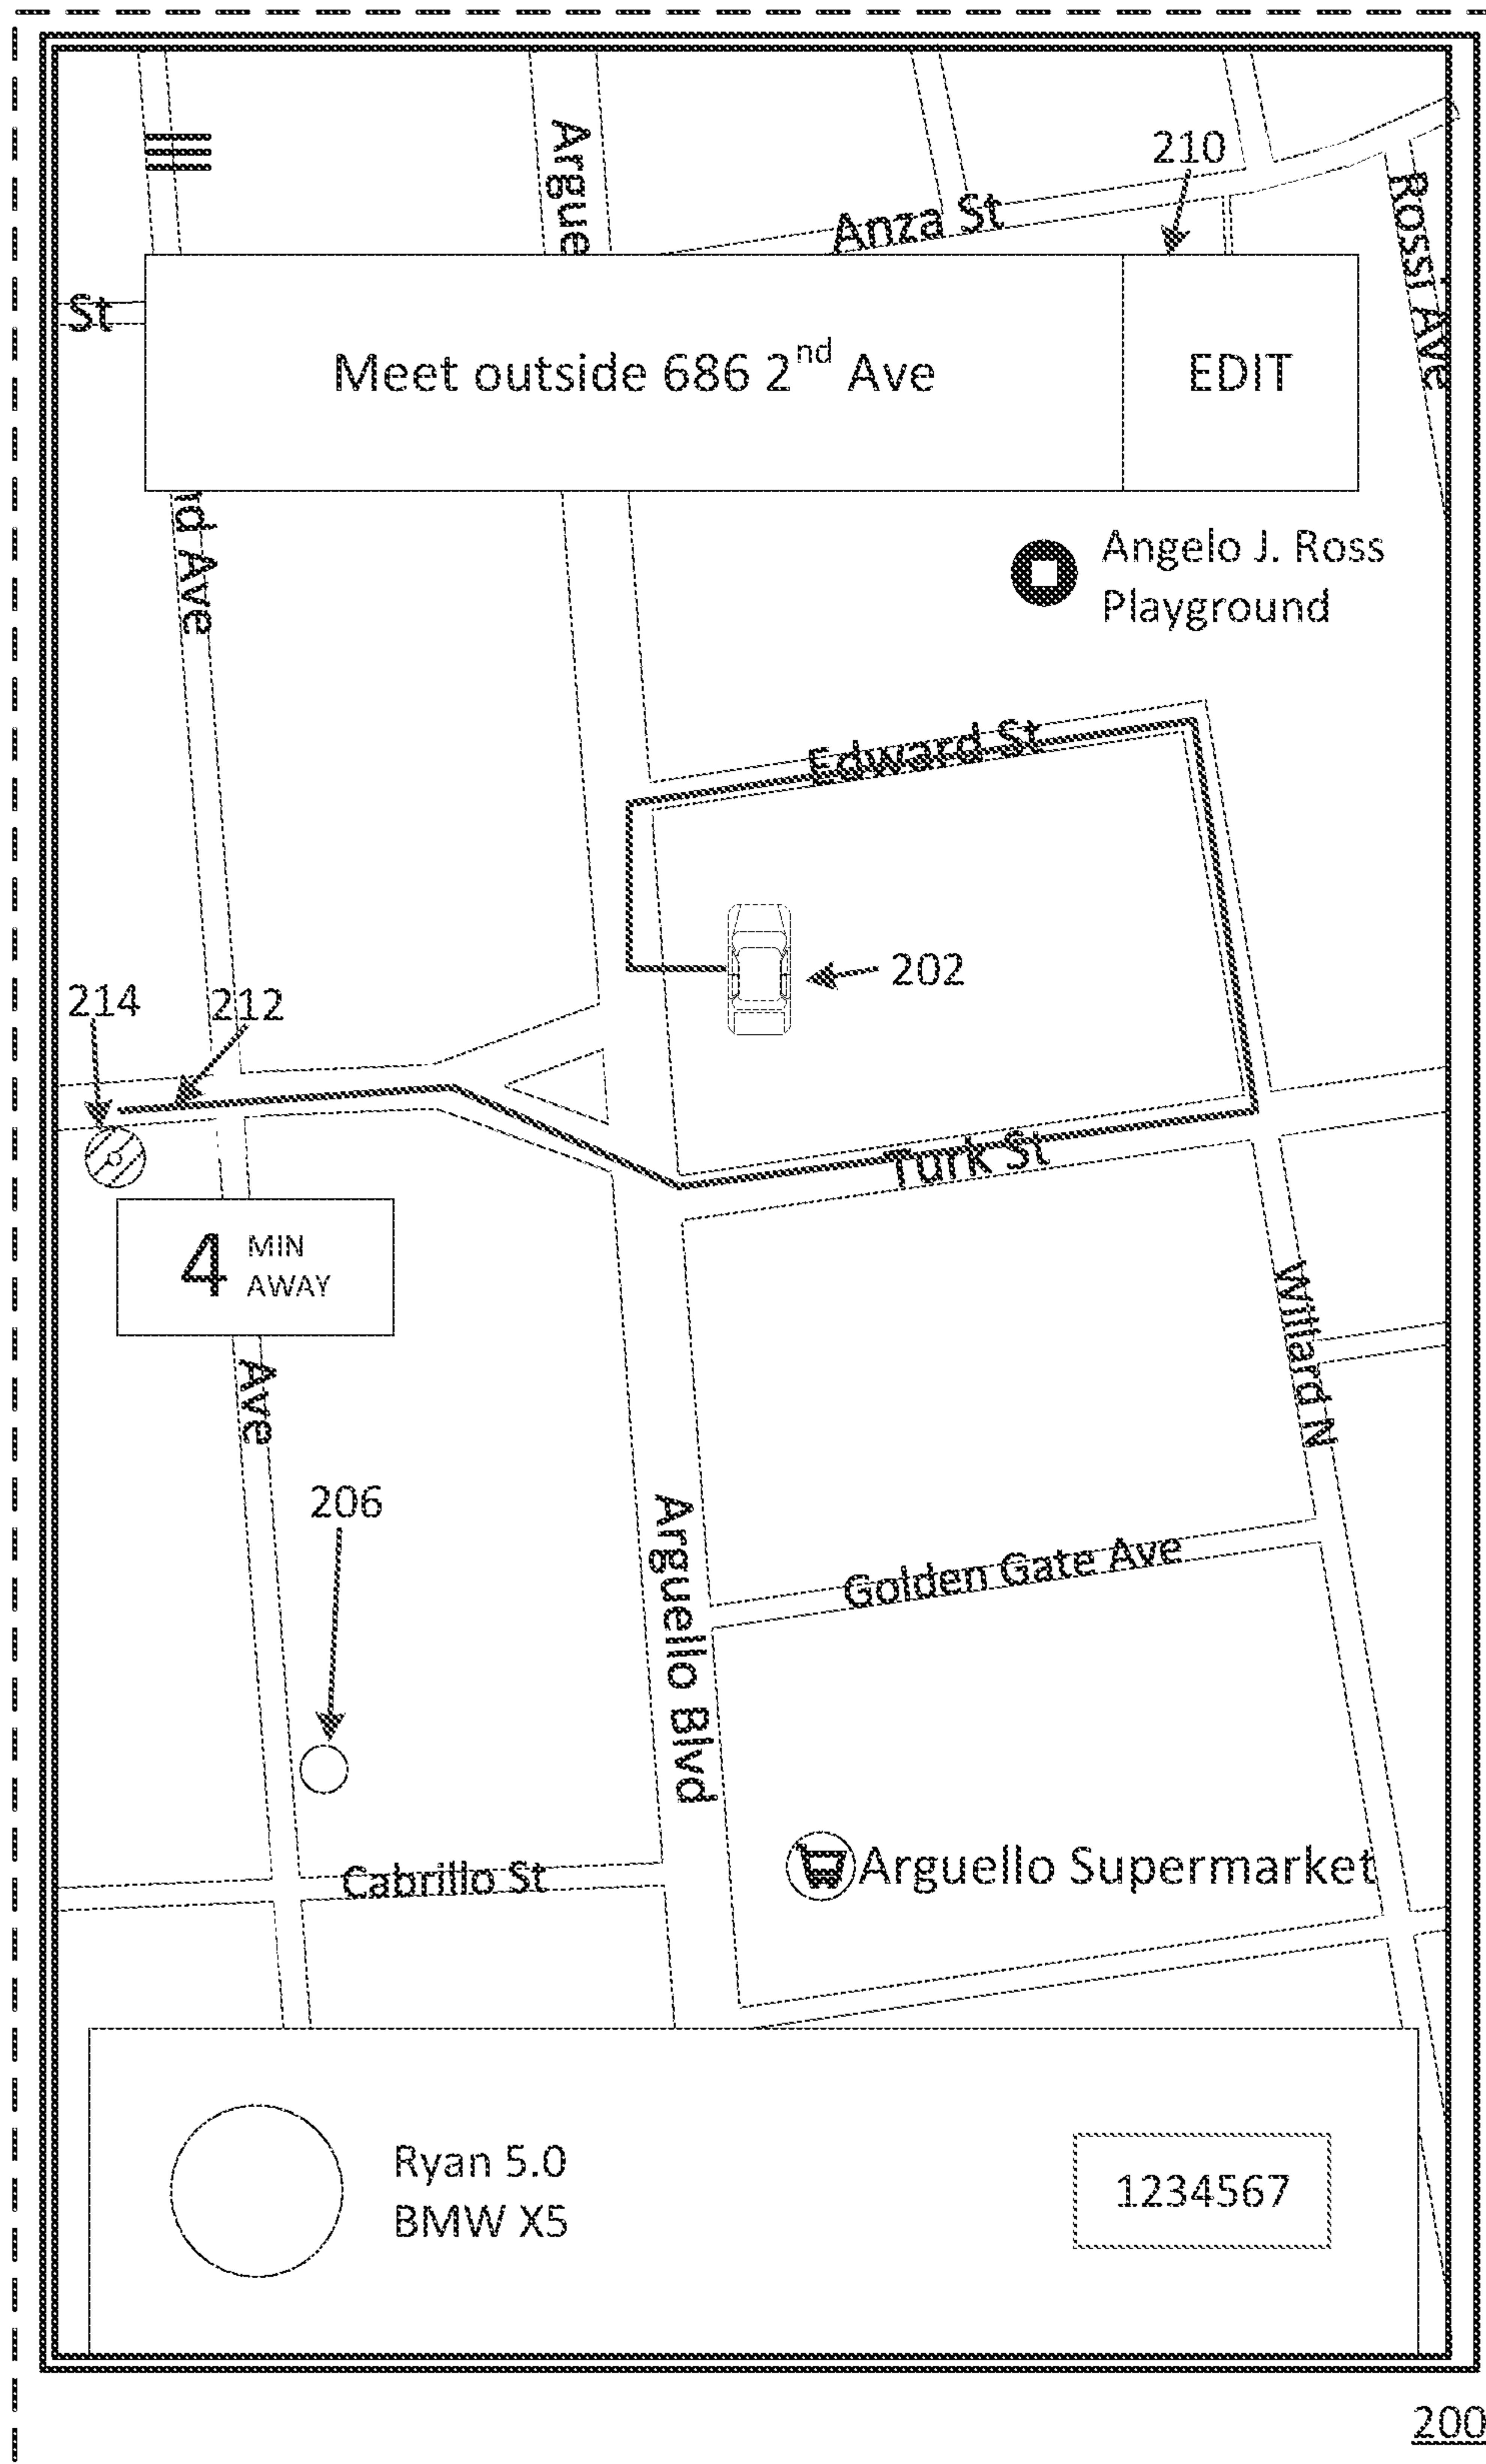 210
Argue
Anza St
Rossi Ave
St
Meet outside 686 2nd Ave
EDIT
nd Ave
Angelo J. Ross
Playground
Edward St
202
214
212
Turk St
4 MIN
AWAY
Willard N
Ave
206
Arguello Blvd
Golden Gate Ave
Cabrillo St
Arguello Supermarket
Ryan 5.0
BMW X5
1234567
200